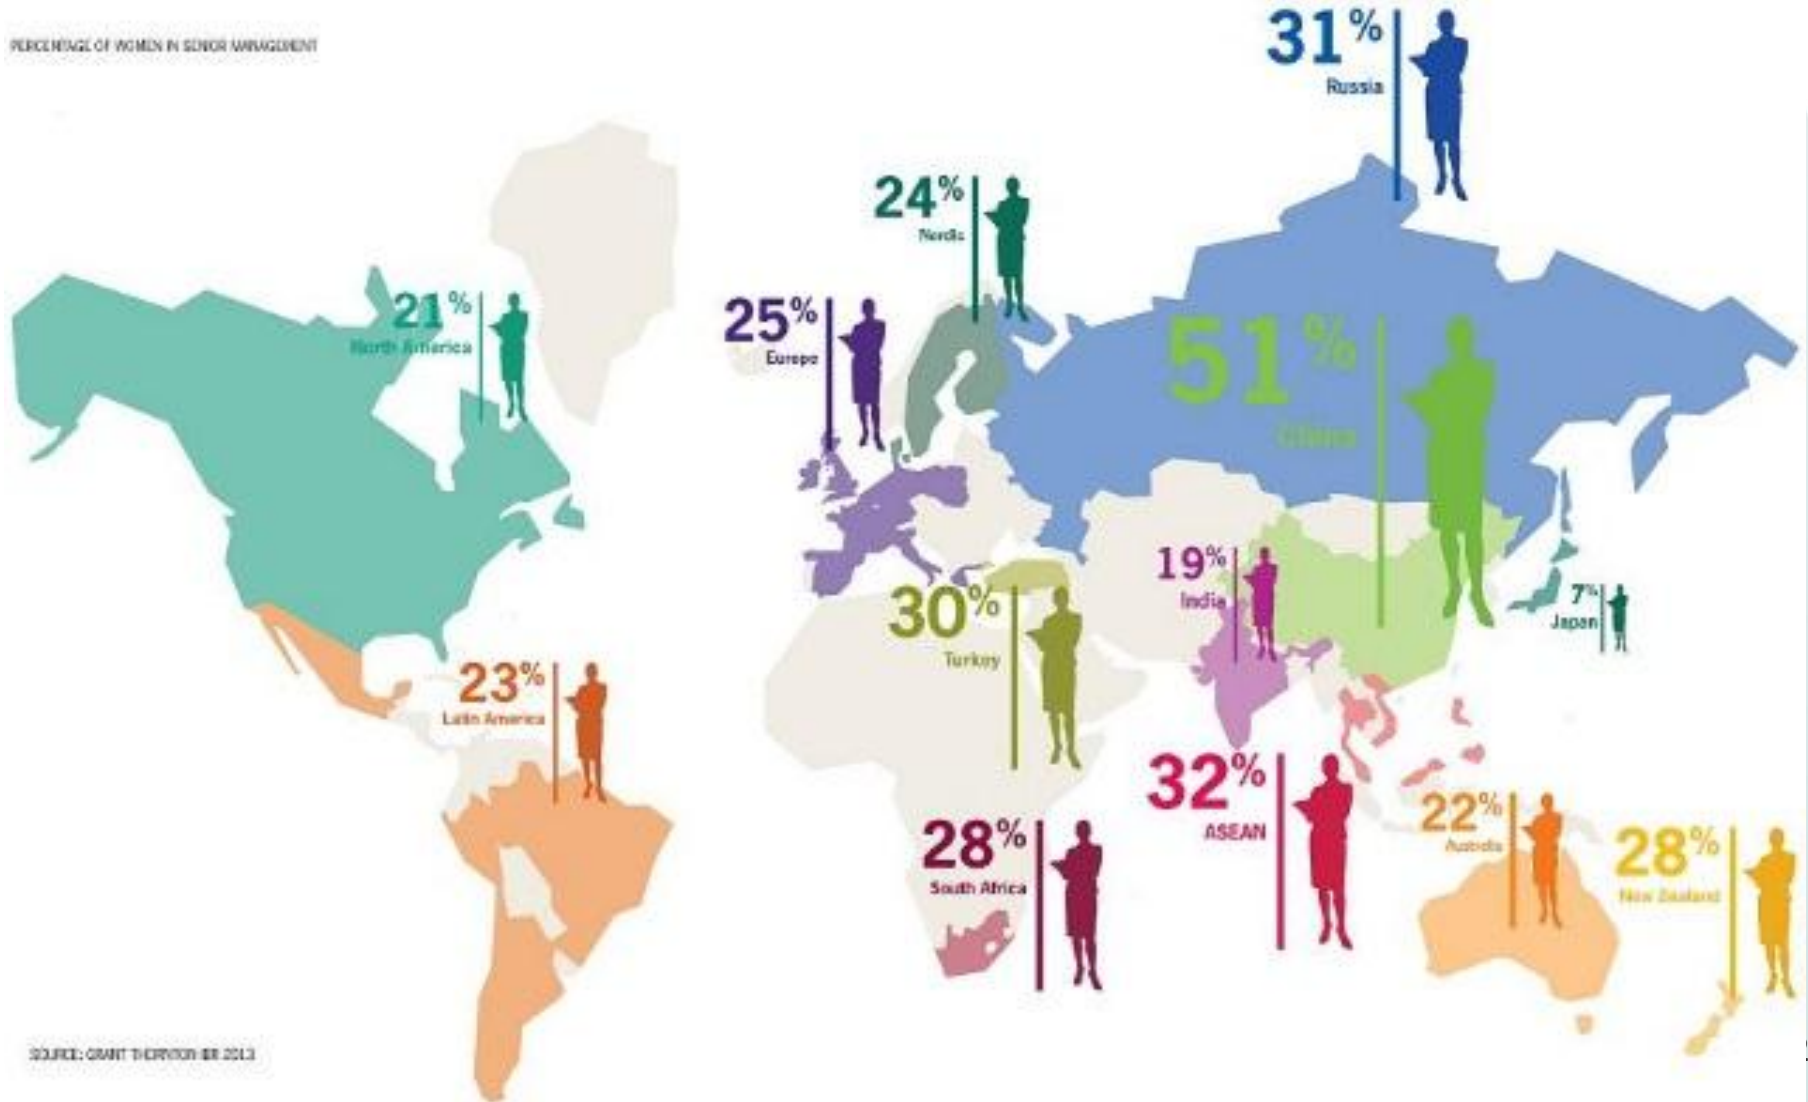 PERCENTAGE OF WOMEN IN SENIOR MANAGEMENT
31%
Russia
24%
Nordic
21%
North America
25%
Europe
51%
China
19%
India
7%
Japan
30%
Turkey
23%
Latin America
32%
ASEAN
22%
Australia
28%
South Africa
28%
New Zealand
SOURCE: GRANT THORNTON IBR 2013